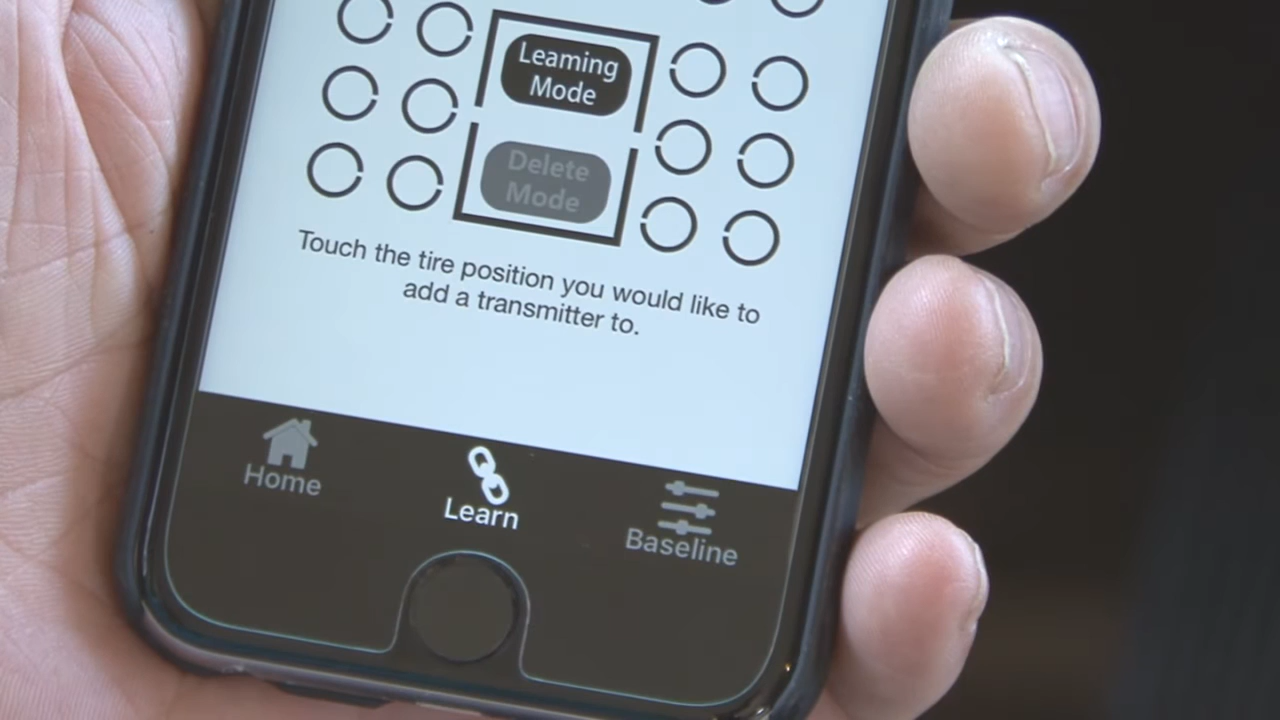 Learning
Mode
Delete
Mode
Touch the tire position you would like to
add a transmitter to.
Home
Learn
Baseline